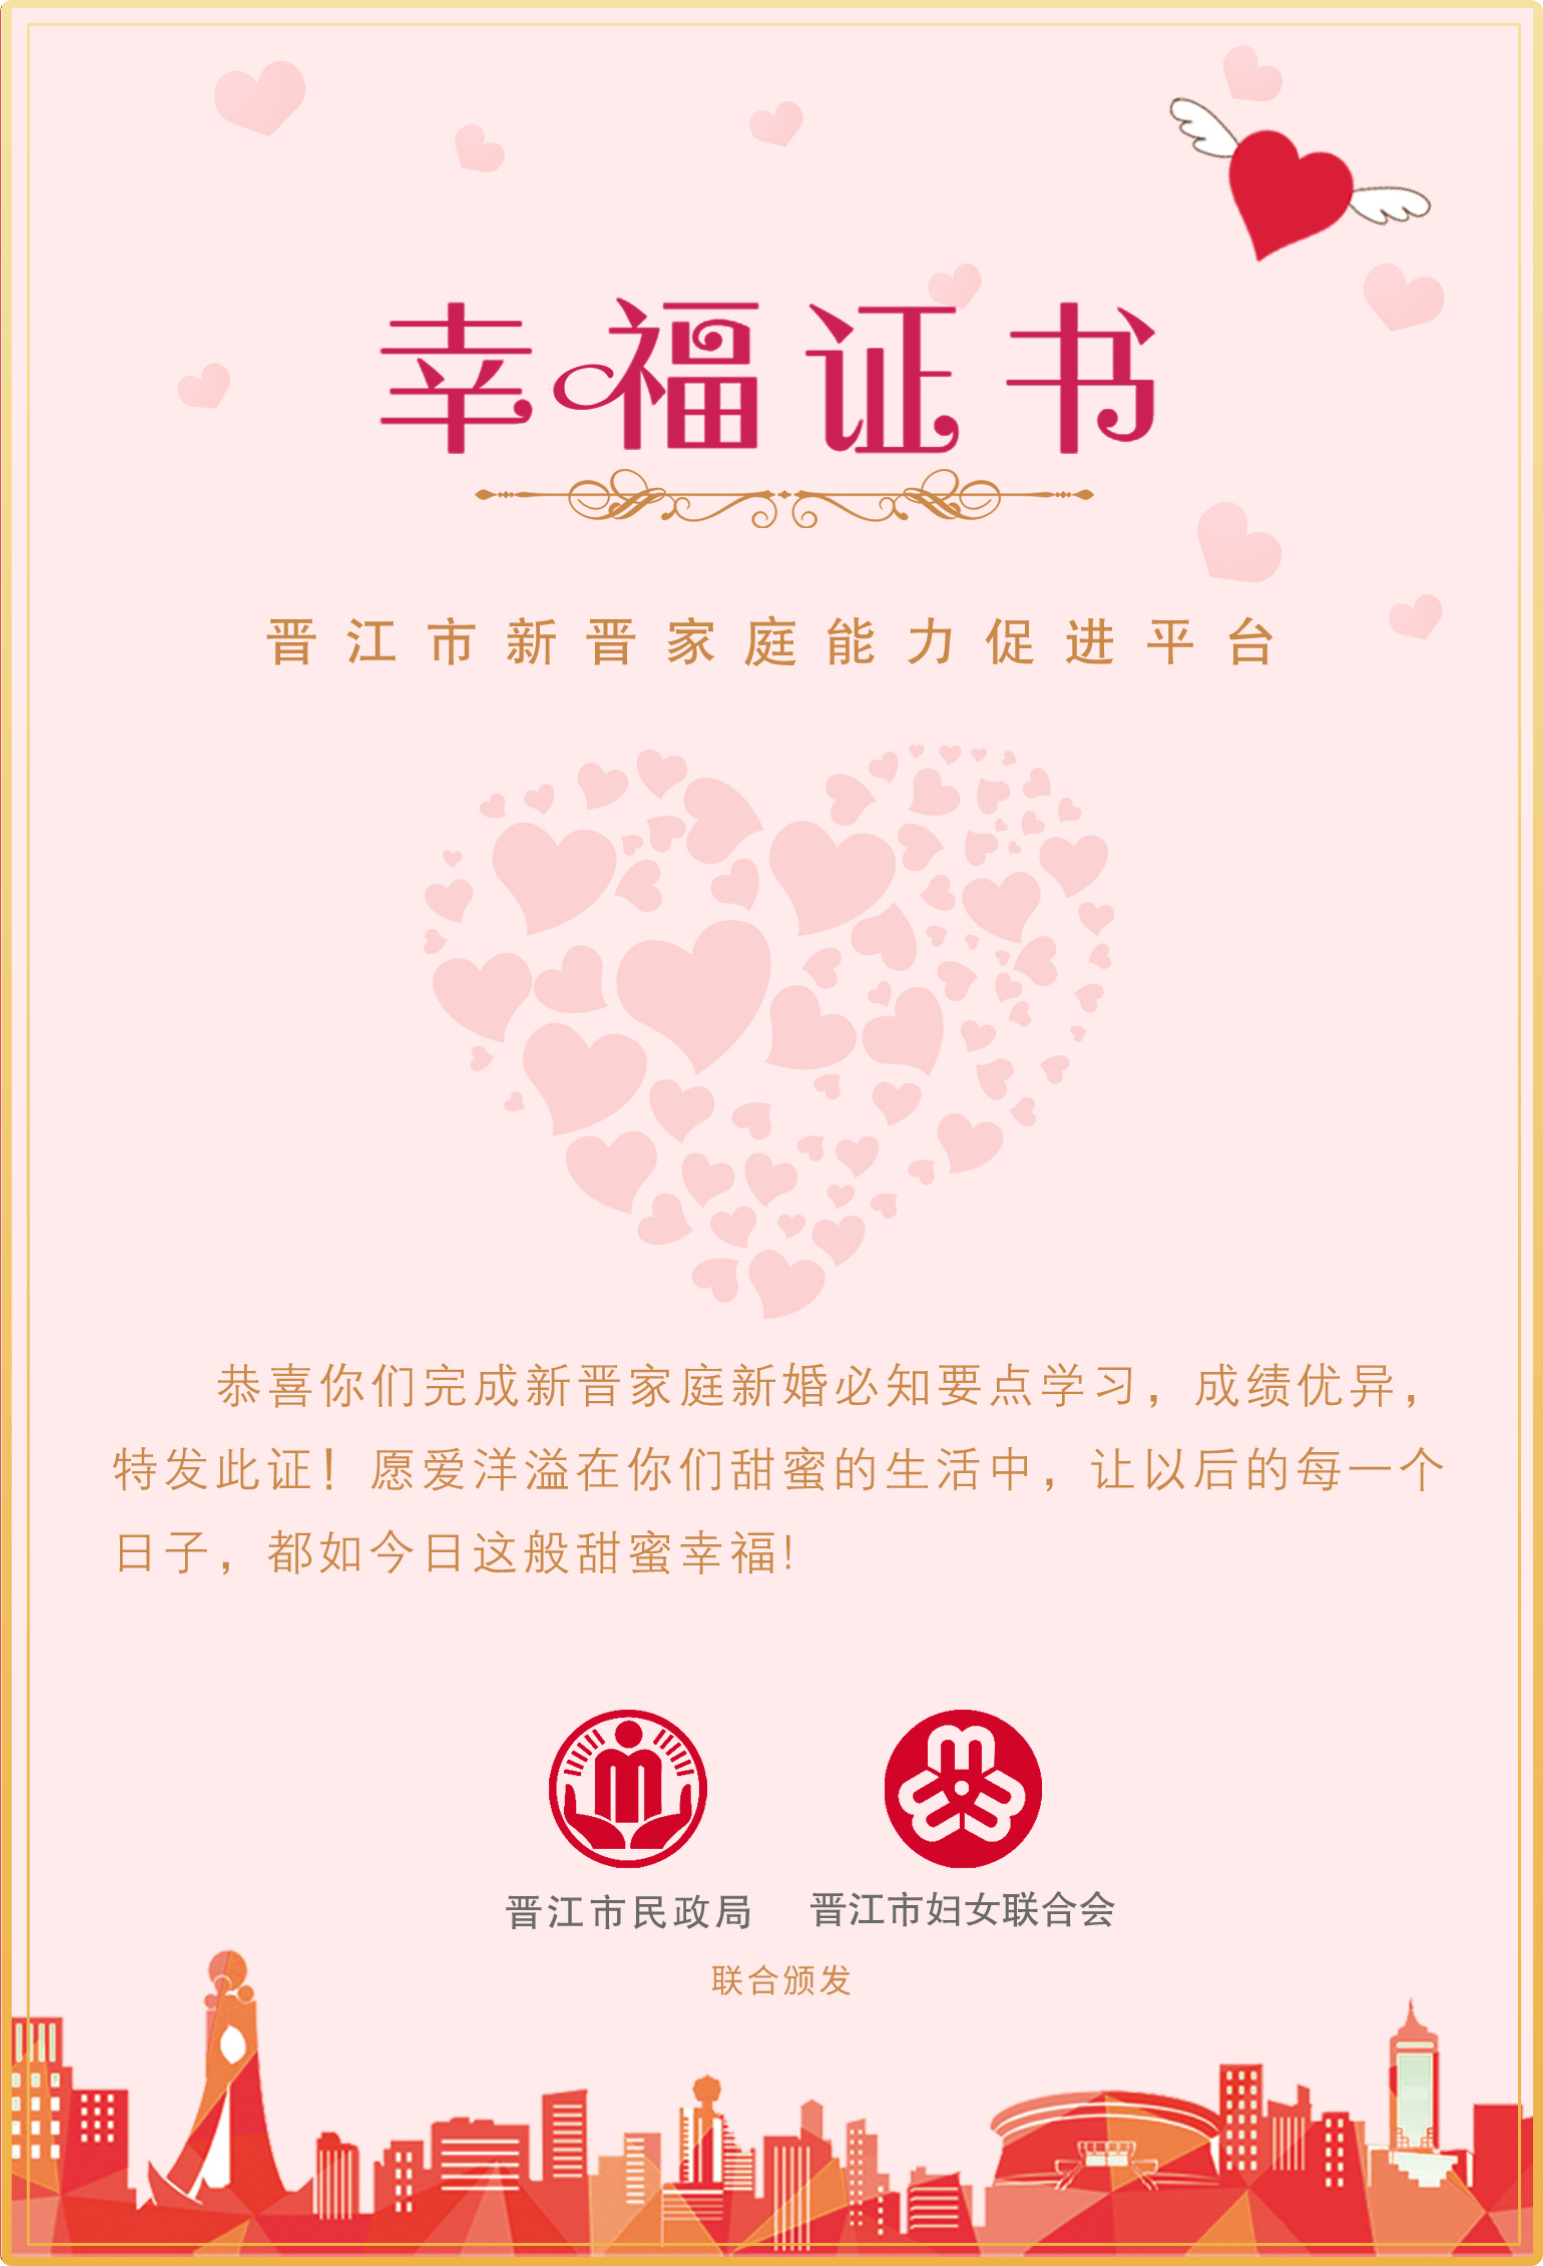 幸福证书
晋江市新晋家庭能力促进平台
恭喜你们完成新晋家庭新婚必知要点学习，成绩优异，
特发此证！愿爱洋溢在你们甜蜜的生活中，让以后的每一个
日子，都如今日这般甜蜜幸福!
晋江市民政局 晋江市妇女联合会
联合颁发